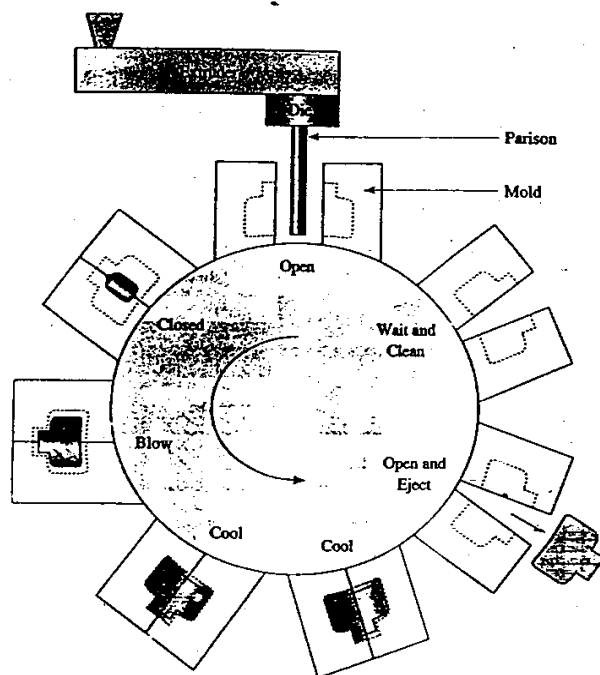 Die
Parison
Mold
Open
Closed
Wait and
Clean
Blow
Open and
Eject
Cool
Cool